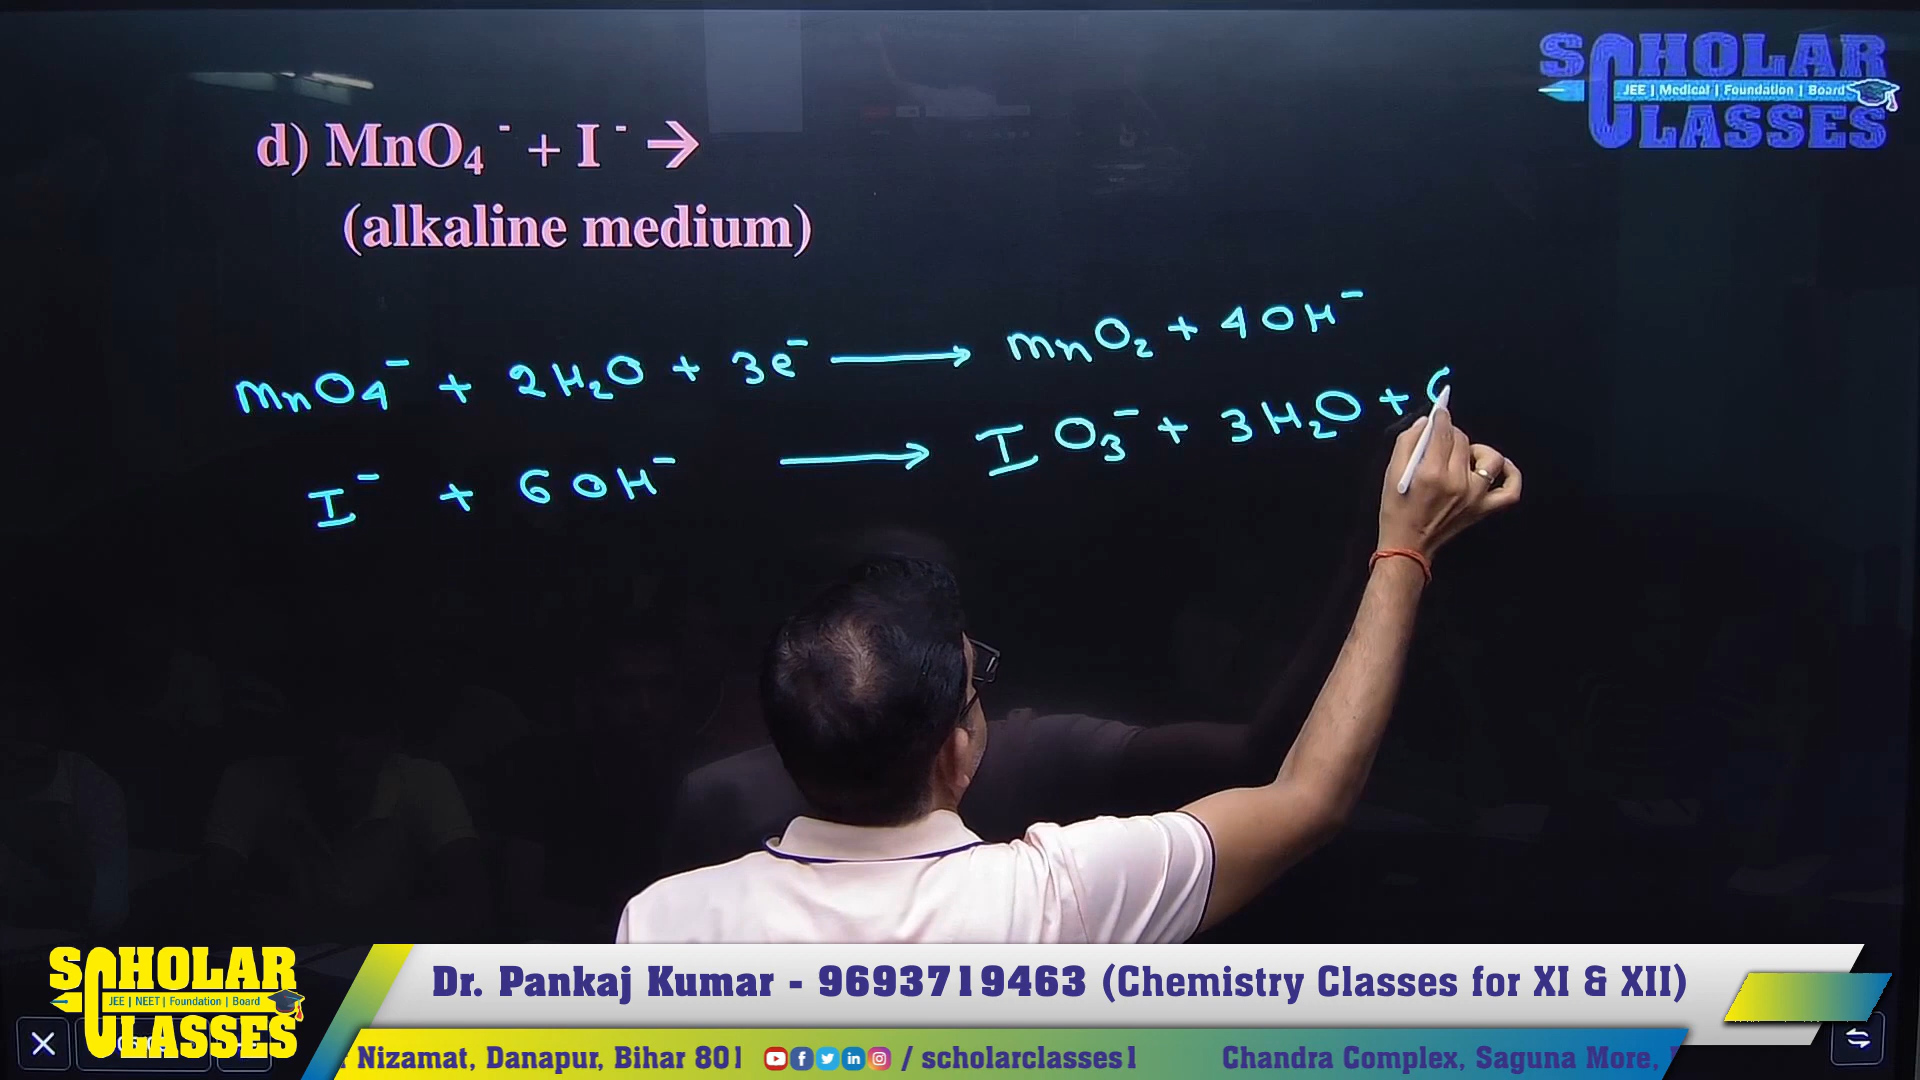 SCHOLAR
JEE | Medical | Foundation | Board
CLASSES
d) MnO₄⁻ + I⁻ →
(alkaline medium)
MnO₄⁻ + 2H₂O + 3e⁻ ⟶ MnO₂ + 4OH⁻
I⁻ + 6OH⁻ ⟶ IO₃⁻ + 3H₂O +
SCHOLAR
JEE | NEET | Foundation | Board
CLASSES
Dr. Pankaj Kumar - 9693719463 (Chemistry Classes for XI & XII)
Nizamat, Danapur, Bihar 801 / scholarclasses1 Chandra Complex, Saguna More,